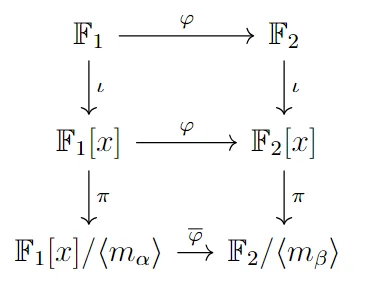 𝔽₁ φ 𝔽₂
ι ι
𝔽₁[x] φ 𝔽₂[x]
π π
𝔽₁[x]/⟨m_α⟩ φ̅ 𝔽₂/⟨m_β⟩